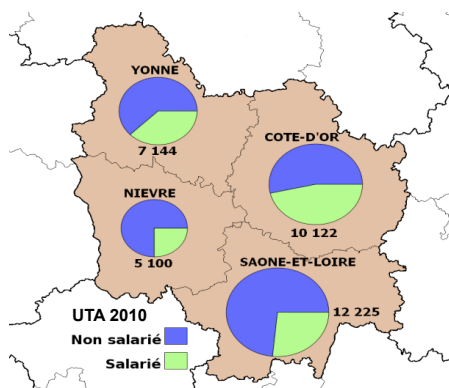 YONNE
7 144
COTE-D'OR
10 122
NIEVRE
5 100
SAONE-ET-LOIRE
12 225
UTA 2010
Non salarié
Salarié